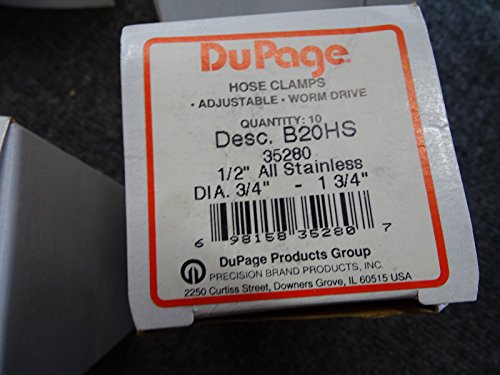 DuPage®
HOSE CLAMPS
• ADJUSTABLE • WORM DRIVE
QUANTITY: 10
Desc. B20HS
35280
1/2" All Stainless
DIA. 3/4" - 1 3/4"
6 98158 35280 7
DuPage Products Group
PRECISION BRAND PRODUCTS, INC.
2250 Curtiss Street, Downers Grove, IL 60515 USA